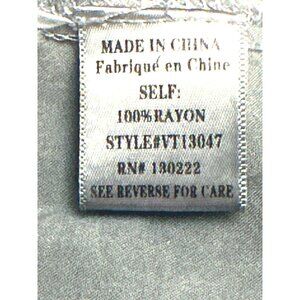 MADE IN CHINA
Fabriqué en Chine
SELF:
100%RAYON
STYLE#VT13047
RN# 130222
SEE REVERSE FOR CARE